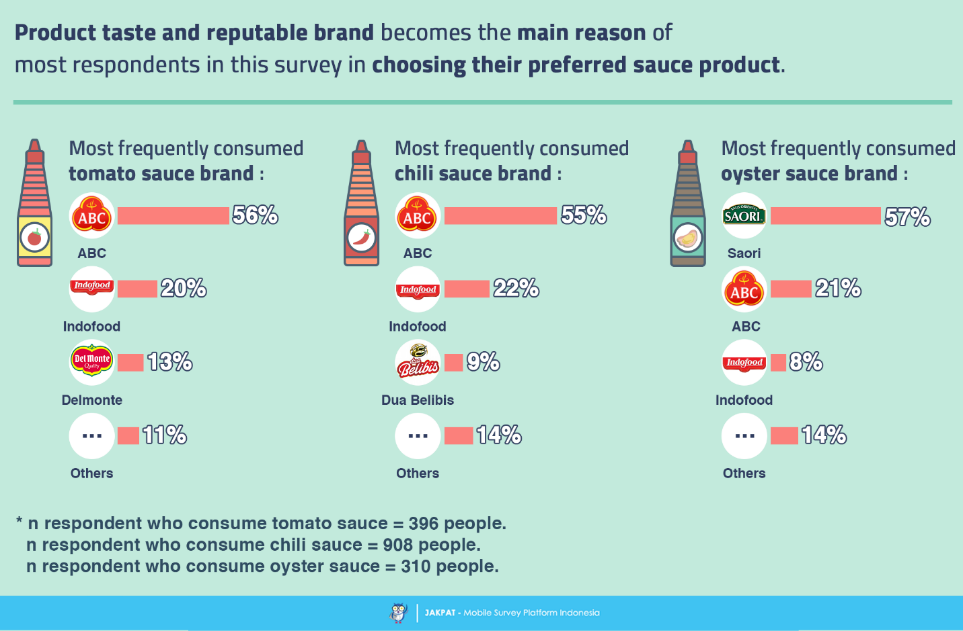 Product taste and reputable brand becomes the main reason of
most respondents in this survey in choosing their preferred sauce product.
Most frequently consumed
tomato sauce brand :
ABC
56%
ABC
Indofood
20%
Indofood
Del Monte
Quality
13%
Delmonte
...
11%
Others
Most frequently consumed
chili sauce brand :
ABC
55%
ABC
Indofood
22%
Indofood
Belibis
9%
Dua Belibis
...
14%
Others
Most frequently consumed
oyster sauce brand :
SAORI
57%
Saori
ABC
21%
ABC
Indofood
8%
Indofood
...
14%
Others
* n respondent who consume tomato sauce = 396 people.
n respondent who consume chili sauce = 908 people.
n respondent who consume oyster sauce = 310 people.
JAKPAT - Mobile Survey Platform Indonesia